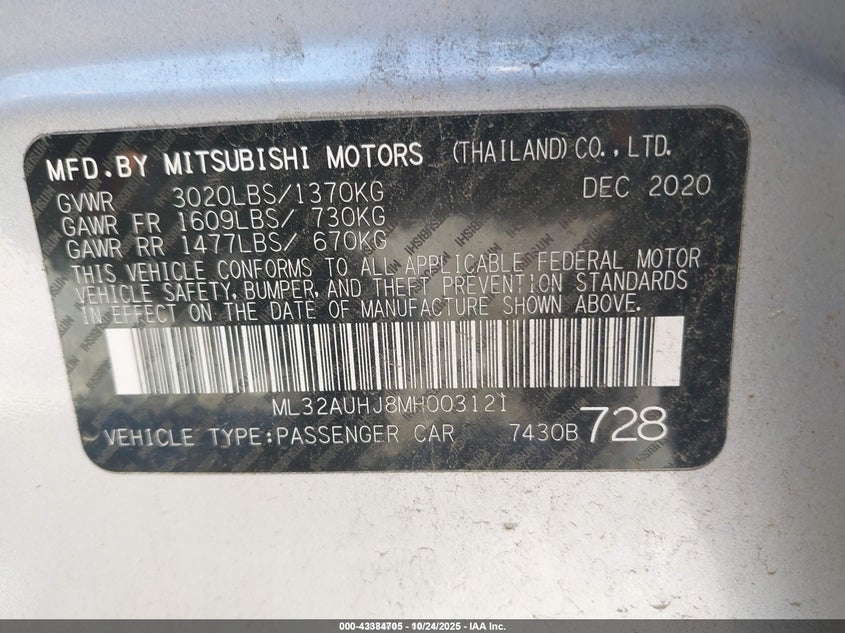 MFD.BY MITSUBISHI MOTORS (THAILAND) CO., LTD.
GVWR 3020LBS/1370KG DEC 2020
GAWR FR 1609LBS/ 730KG
GAWR RR 1477LBS/ 670KG
THIS VEHICLE CONFORMS TO ALL APPLICABLE FEDERAL MOTOR
VEHICLE SAFETY, BUMPER, AND THEFT PREVENTION STANDARDS
IN EFFECT ON THE DATE OF MANUFACTURE SHOWN ABOVE.
ML32AUHJ8MH003121
VEHICLE TYPE:PASSENGER CAR 7430B 728
000-43384705 - 10/24/2025 - IAA Inc.